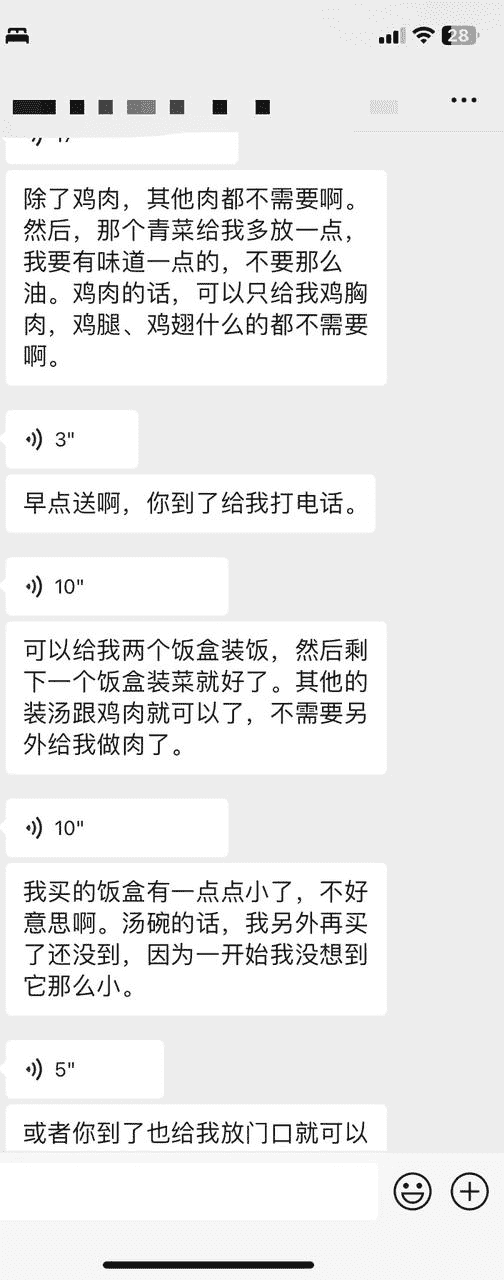 28
除了鸡肉，其他肉都不需要啊。
然后，那个青菜给我多放一点，
我要有味道一点的，不要那么
油。鸡肉的话，可以只给我鸡胸
肉，鸡腿、鸡翅什么的都不需要
啊。
3"
早点送啊，你到了给我打电话。
10"
可以给我两个饭盒装饭，然后剩
下一个饭盒装菜就好了。其他的
装汤跟鸡肉就可以了，不需要另
外给我做肉了。
10"
我买的饭盒有一点点小了，不好
意思啊。汤碗的话，我另外再买
了还没到，因为一开始我没想到
它那么小。
5"
或者你到了也给我放门口就可以